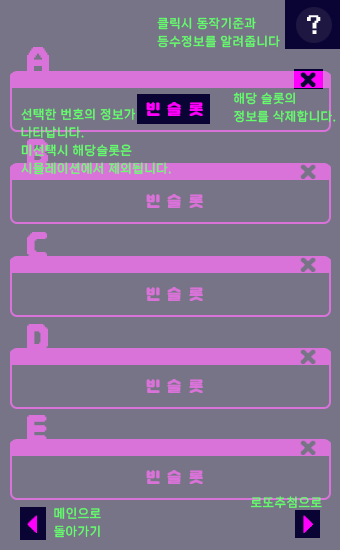 클릭시 동작기준과
등수정보를 알려줍니다
?
A
해당 슬롯의
정보를 삭제합니다.
선택한 번호의 정보가
나타납니다.
미선택시 해당슬롯은
시뮬레이션에서 제외됩니다.
빈 슬 롯
B
빈 슬 롯
C
빈 슬 롯
D
빈 슬 롯
E
빈 슬 롯
로또추첨으로
메인으로
돌아가기